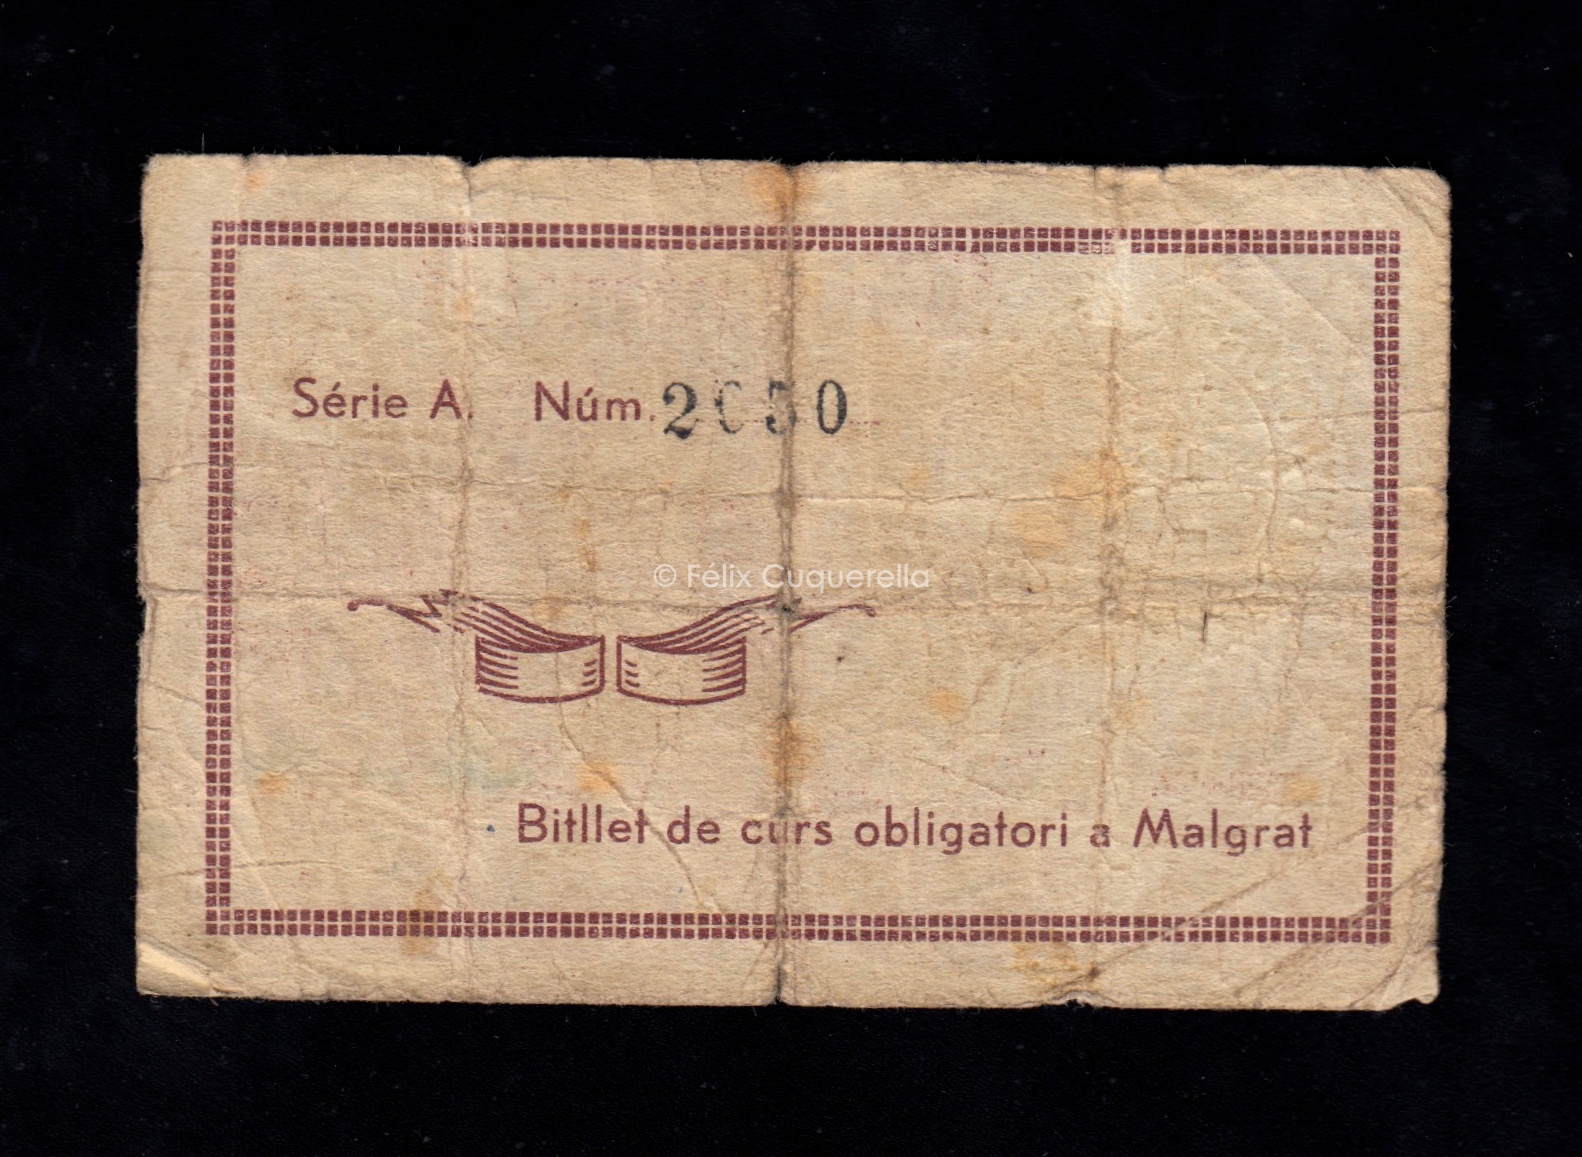 Série A. Núm. 2050
© Félix Cuquerella
Bitllet de curs obligatori a Malgrat